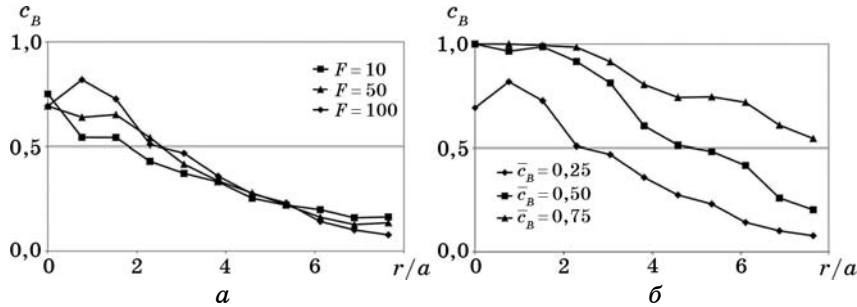 c_B
1,0
0,5
0,0
0
2
4
6
r/a
F = 10
F = 50
F = 100
а
c_B
1,0
0,5
0,0
0
2
4
6
r/a
c̄_B = 0,25
c̄_B = 0,50
c̄_B = 0,75
б